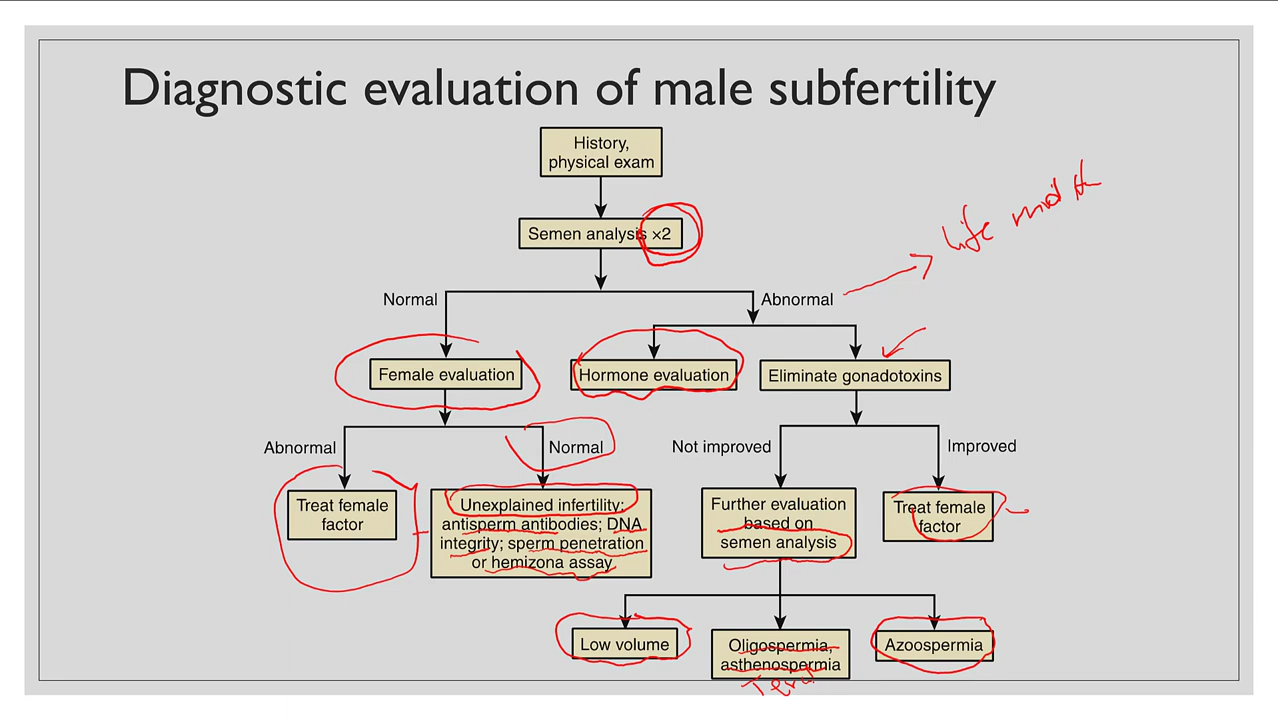 Diagnostic evaluation of male subfertility
History,
physical exam
Semen analysis ×2
Normal
Abnormal
Life
Female evaluation
Hormone evaluation
Eliminate gonadotoxins
Abnormal
Normal
Not improved
Improved
Treat female
factor
Unexplained infertility;
antisperm antibodies; DNA
integrity; sperm penetration
or hemizona assay
Further evaluation
based on
semen analysis
Treat female
factor
Low volume
Oligospermia,
asthenospermia
Azoospermia